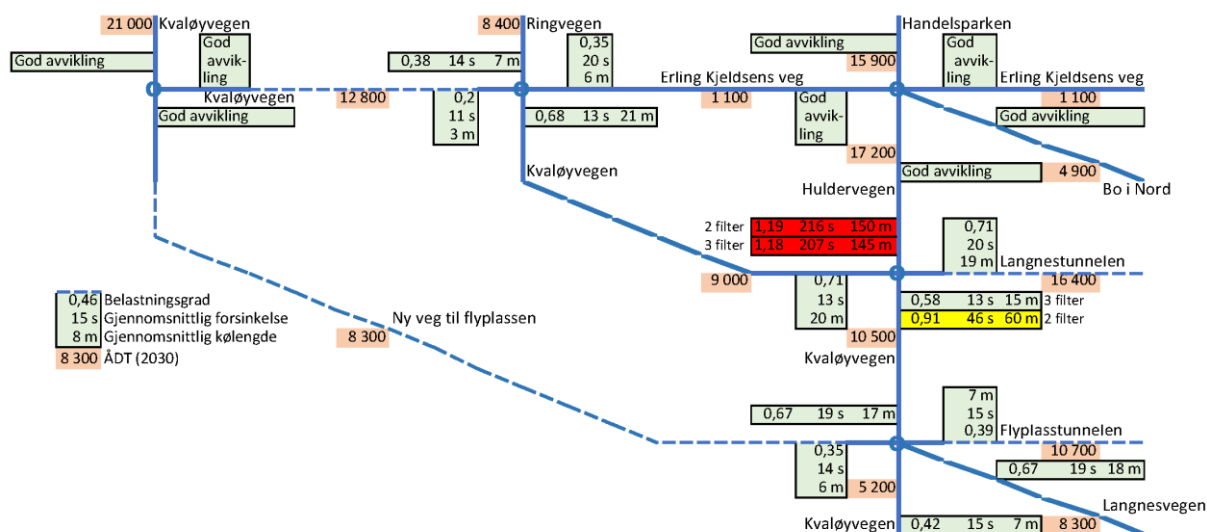 21 000 Kvaløyvegen
8 400 Ringvegen
Handelsparken
God avvikling
God
avvik-
ling
0,38 14 s 7 m
0,35
20 s
6 m
God avvikling
15 900
God
avvik-
ling
Erling Kjeldsens veg
Erling Kjeldsens veg
Kvaløyvegen
12 800
1 100
1 100
God avvikling
0,2
11 s
3 m
0,68 13 s 21 m
God
avvik-
ling
God avvikling
17 200
Kvaløyvegen
God avvikling
4 900
Huldervegen
Bo i Nord
2 filter
1,19 216 s 150 m
3 filter
1,18 207 s 145 m
0,71
20 s
19 m
Langnestunnelen
9 000
16 400
0,71
13 s
20 m
0,58 13 s 15 m
3 filter
0,91 46 s 60 m
2 filter
10 500
Kvaløyvegen
0,46 Belastningsgrad
15 s Gjennomsnittlig forsinkelse
8 m Gjennomsnittlig kølengde
8 300 ÅDT (2030)
Ny veg til flyplassen
8 300
0,67 19 s 17 m
7 m
15 s
0,39
Flyplasstunnelen
10 700
0,35
14 s
6 m
0,67 19 s 18 m
5 200
Langnesvegen
Kvaløyvegen
0,42 15 s 7 m
8 300